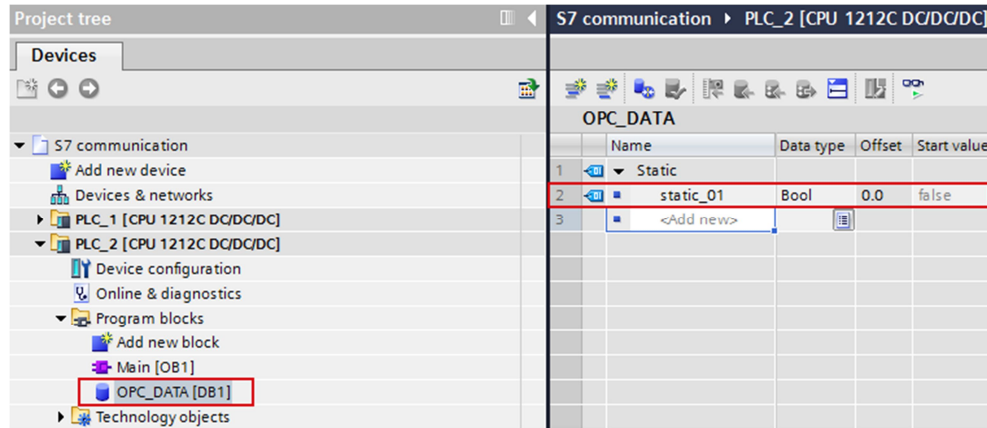 Project tree
S7 communication PLC_2 [CPU 1212C DC/DC/DC]
Devices
OPC_DATA
Name Data type Offset Start value
1 Static
2 static_01 Bool 0.0 false
3 <Add new>
S7 communication
Add new device
Devices & networks
PLC_1 [CPU 1212C DC/DC/DC]
PLC_2 [CPU 1212C DC/DC/DC]
Device configuration
Online & diagnostics
Program blocks
Add new block
Main [OB1]
OPC_DATA [DB1]
Technology objects